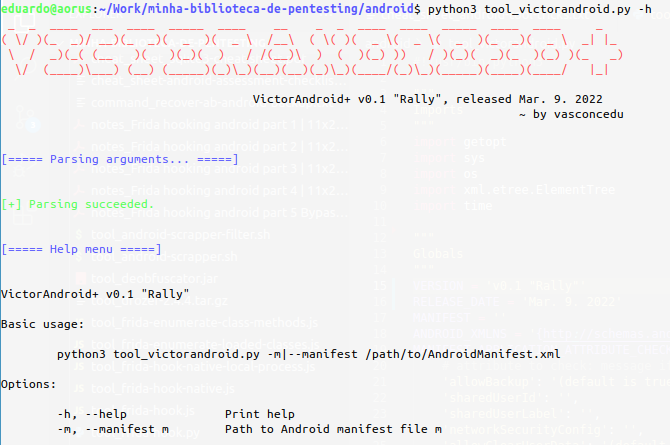 eduardo@aorus:~/Work/minha-biblioteca-de-pentesting/android$ python3 tool_victorandroid.py -h
VictorAndroid+ v0.1 "Rally", released Mar. 9. 2022
~ by vasconcedu
[===== Parsing arguments... =====]
[+] Parsing succeeded.
[===== Help menu =====]
VictorAndroid+ v0.1 "Rally"
Basic usage:
python3 tool_victorandroid.py -m|--manifest /path/to/AndroidManifest.xml
Options:
-h, --help Print help
-m, --manifest m Path to Android manifest file m